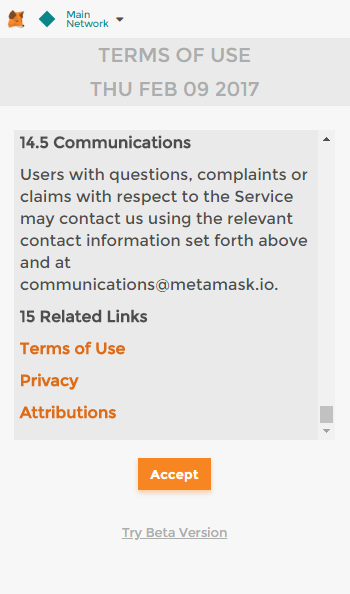 Main
Network
TERMS OF USE
THU FEB 09 2017
14.5 Communications
Users with questions, complaints or
claims with respect to the Service
may contact us using the relevant
contact information set forth above
and at
communications@metamask.io.
15 Related Links
Terms of Use
Privacy
Attributions
Accept
Try Beta Version